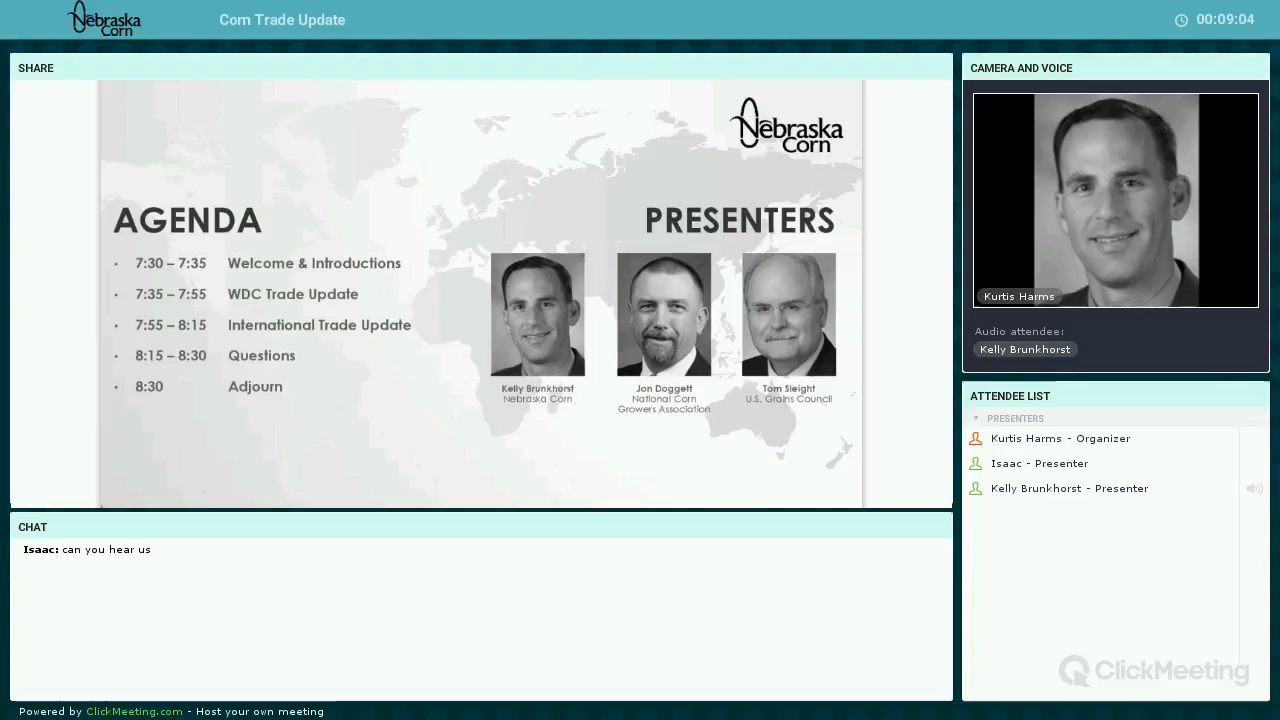 Nebraska
Corn
Corn Trade Update
00:09:04
SHARE
Nebraska
Corn
AGENDA
• 7:30 – 7:35 Welcome & Introductions
• 7:35 – 7:55 WDC Trade Update
• 7:55 – 8:15 International Trade Update
• 8:15 – 8:30 Questions
• 8:30 Adjourn
PRESENTERS
Kelly Brunkhorst
Nebraska Corn
Jon Doggett
National Corn
Growers Association
Tom Sleight
U.S. Grains Council
CHAT
Isaac: can you hear us
CAMERA AND VOICE
Kurtis Harms
Audio attendee:
Kelly Brunkhorst
ATTENDEE LIST
PRESENTERS
Kurtis Harms - Organizer
Isaac - Presenter
Kelly Brunkhorst - Presenter
ClickMeeting
Powered by ClickMeeting.com - Host your own meeting